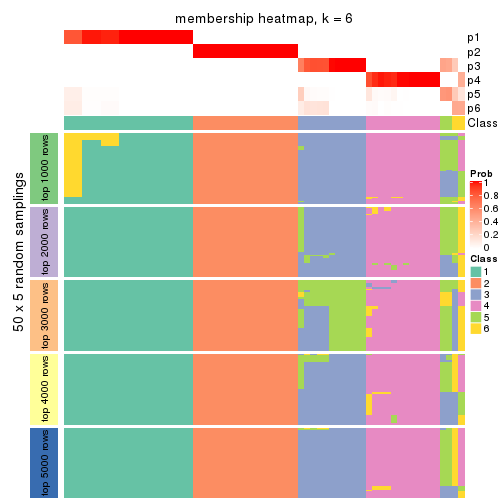 membership heatmap, k = 6
p1
p2
p3
p4
p5
p6
Class
50 x 5 random samplings
top 1000 rows
top 2000 rows
top 3000 rows
top 4000 rows
top 5000 rows
Prob
1
0.8
0.6
0.4
0.2
0
Class
1
2
3
4
5
6